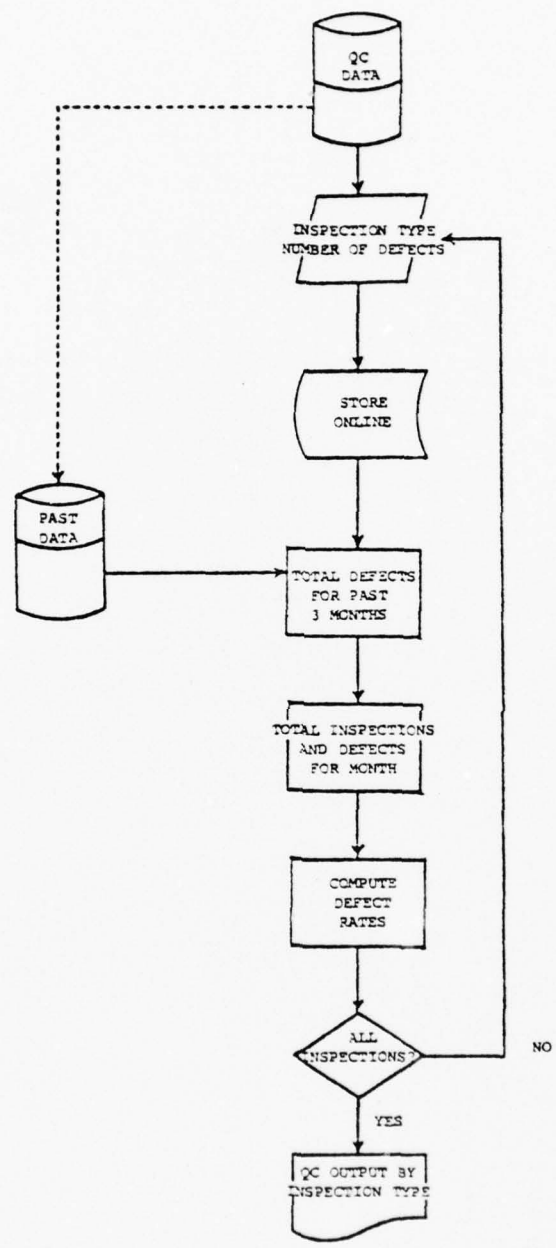 QC
DATA
INSPECTION TYPE
NUMBER OF DEFECTS
STORE
ONLINE
PAST
DATA
TOTAL DEFECTS
FOR PAST
3 MONTHS
TOTAL INSPECTIONS
AND DEFECTS
FOR MONTH
COMPUTE
DEFECT
RATES
ALL
INSPECTIONS?
NO
YES
QC OUTPUT BY
INSPECTION TYPE